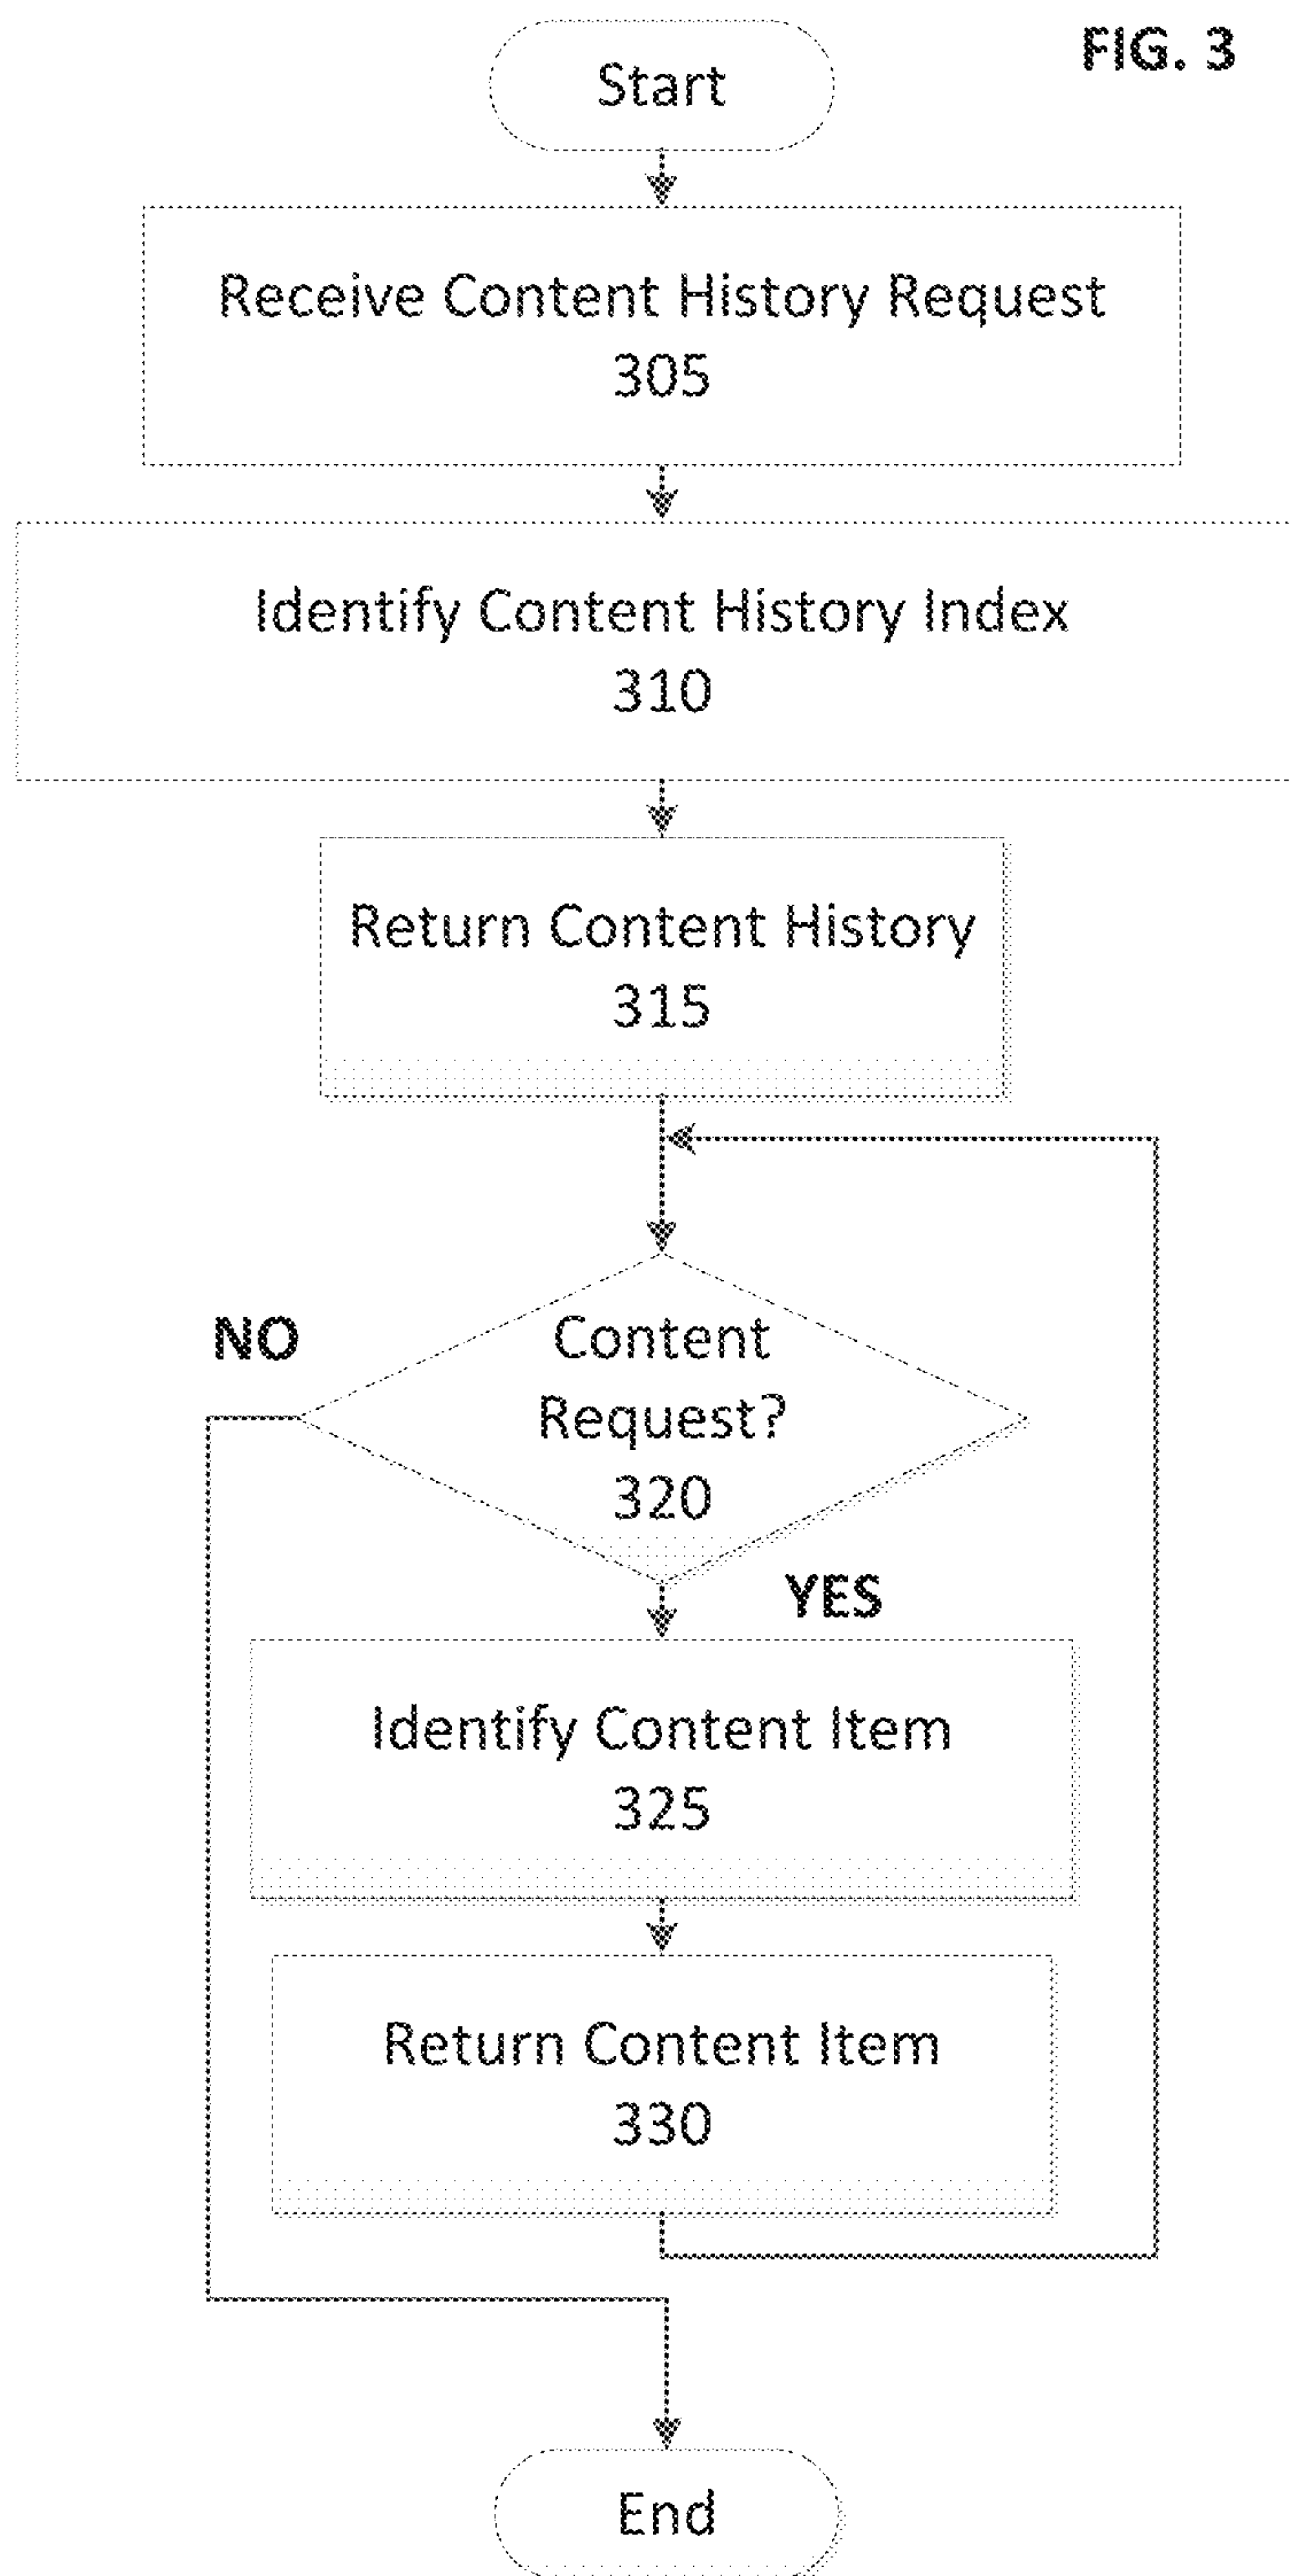 FIG. 3
Start
Receive Content History Request
305
Identify Content History Index
310
Return Content History
315
NO
Content
Request?
320
YES
Identify Content Item
325
Return Content Item
330
End